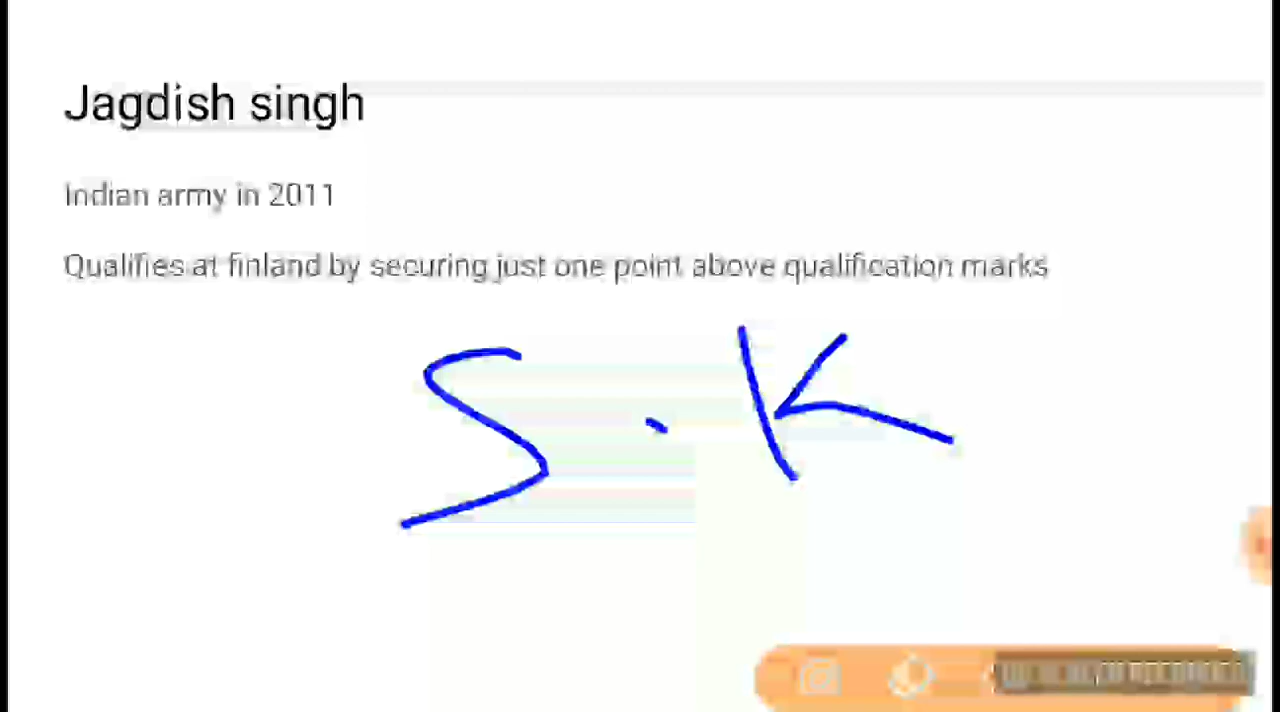 Jagdish singh
Indian army in 2011
Qualifies at finland by securing just one point above qualification marks
S . K